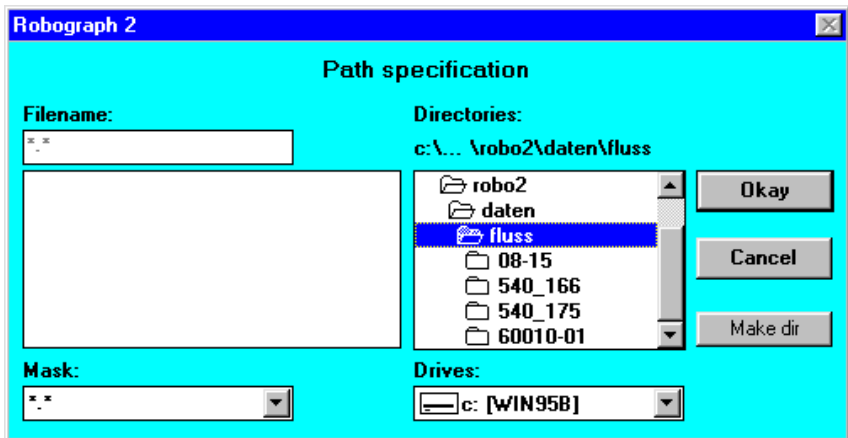 Robograph 2
Path specification
Filename:
*.*
Directories:
c:\... \robo2\daten\fluss
robo2
daten
fluss
08-15
540_166
540_175
60010-01
Okay
Cancel
Make dir
Mask:
*.*
Drives:
c: [WIN95B]